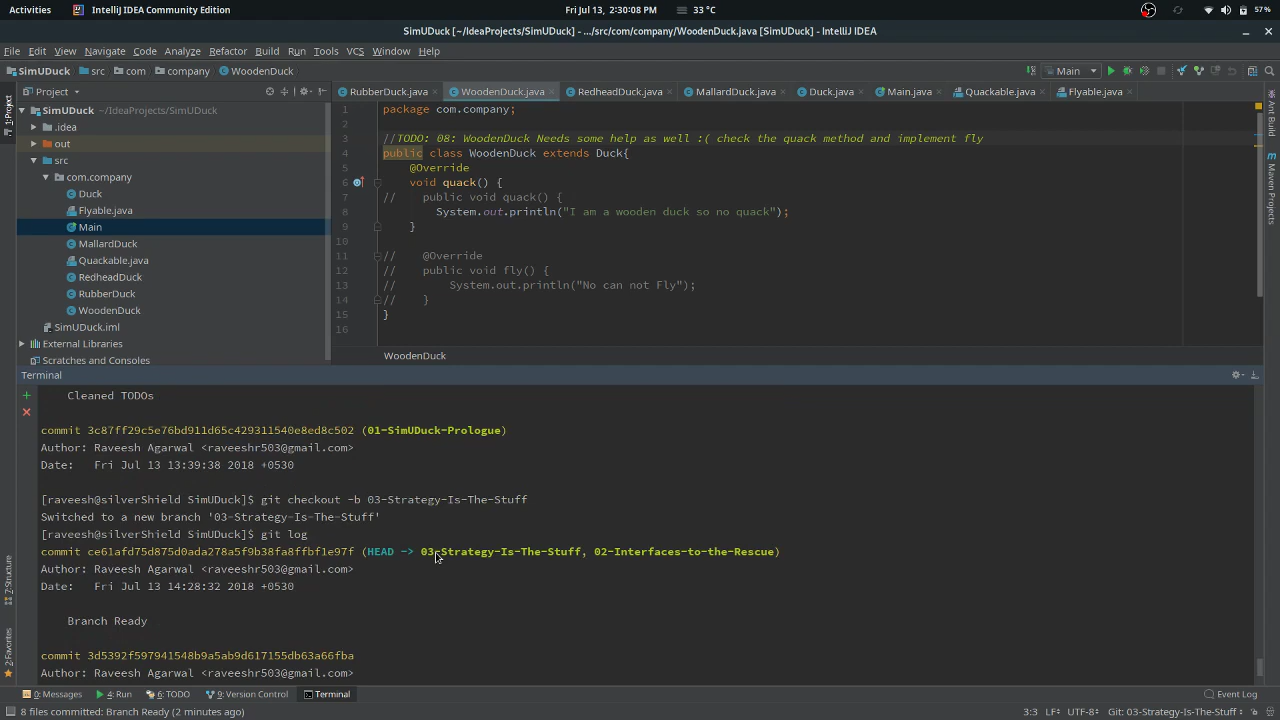 Activities IntelliJ IDEA Community Edition Fri Jul 13, 2:30:08 PM 33 °C 57%
SimUDuck [~/IdeaProjects/SimUDuck] - .../src/com/company/WoodenDuck.java [SimUDuck] - IntelliJ IDEA
File Edit View Navigate Code Analyze Refactor Build Run Tools VCS Window Help
SimUDuck src com company WoodenDuck Main
Project RubberDuck.java WoodenDuck.java RedheadDuck.java MallardDuck.java Duck.java Main.java Quackable.java Flyable.java
1: Project
SimUDuck ~/IdeaProjects/SimUDuck
.idea
out
src
com.company
Duck
Flyable.java
Main
MallardDuck
Quackable.java
RedheadDuck
RubberDuck
WoodenDuck
SimUDuck.iml
External Libraries
Scratches and Consoles
1 package com.company;
2
3 //TODO: 08: WoodenDuck Needs some help as well :( check the quack method and implement fly
4 public class WoodenDuck extends Duck{
5 @Override
6 void quack() {
7 // public void quack() {
8 System.out.println("I am a wooden duck so no quack");
9 }
10
11 // @Override
12 // public void fly() {
13 // System.out.println("No can not Fly");
14 // }
15 }
16
WoodenDuck
Ant Build
Maven Projects
Terminal
Cleaned TODOs
commit 3c87ff29c5e76bd911d65c429311540e8ed8c502 (01-SimUDuck-Prologue)
Author: Raveesh Agarwal <raveeshr503@gmail.com>
Date: Fri Jul 13 13:39:38 2018 +0530
[raveesh@silverShield SimUDuck]$ git checkout -b 03-Strategy-Is-The-Stuff
Switched to a new branch '03-Strategy-Is-The-Stuff'
[raveesh@silverShield SimUDuck]$ git log
commit ce61afd75d875d0ada278a5f9b38fa8ffbf1e97f (HEAD -> 03-Strategy-Is-The-Stuff, 02-Interfaces-to-the-Rescue)
Author: Raveesh Agarwal <raveeshr503@gmail.com>
Date: Fri Jul 13 14:28:32 2018 +0530
Branch Ready
commit 3d5392f597941548b9a5ab9d617155db63a66fba
Author: Raveesh Agarwal <raveeshr503@gmail.com>
7: Structure
2: Favorites
0: Messages 4: Run 6: TODO 9: Version Control Terminal Event Log
8 files committed: Branch Ready (2 minutes ago) 3:3 LF÷ UTF-8÷ Git: 03-Strategy-Is-The-Stuff